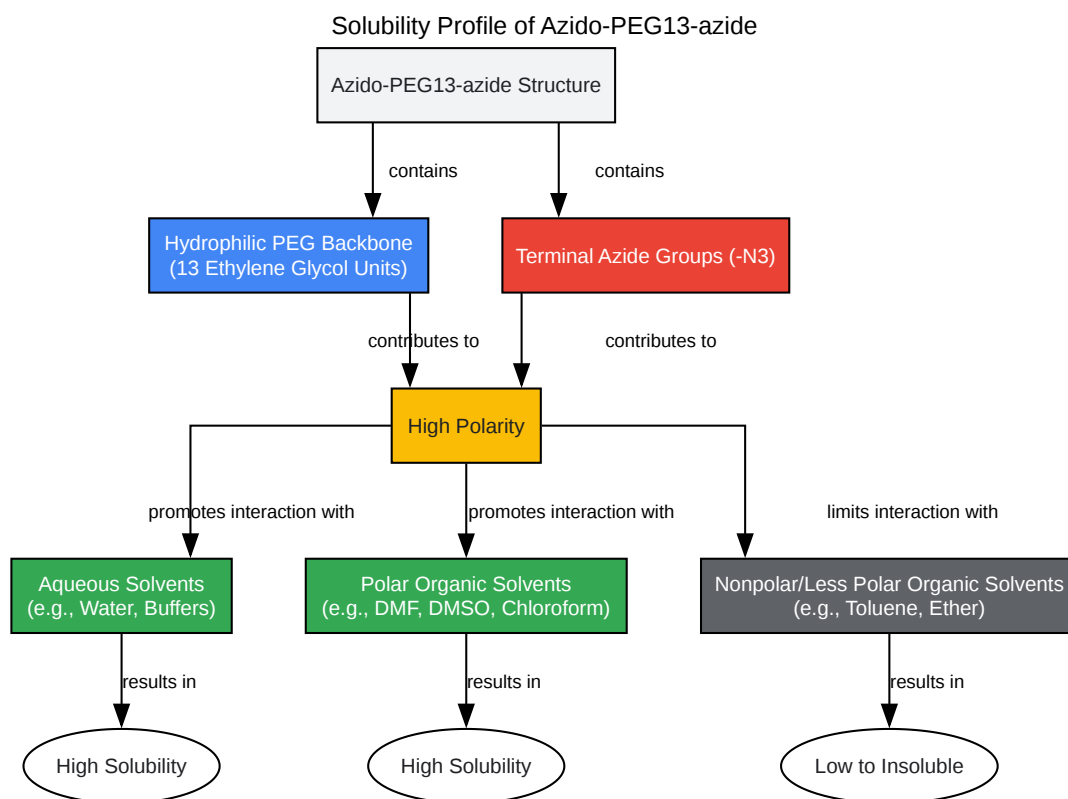 Solubility Profile of Azido-PEG13-azide
Azido-PEG13-azide Structure
contains
contains
Hydrophilic PEG Backbone
(13 Ethylene Glycol Units)
Terminal Azide Groups (-N3)
contributes to
contributes to
High Polarity
promotes interaction with
promotes interaction with
limits interaction with
Aqueous Solvents
(e.g., Water, Buffers)
Polar Organic Solvents
(e.g., DMF, DMSO, Chloroform)
Nonpolar/Less Polar Organic Solvents
(e.g., Toluene, Ether)
results in
results in
results in
High Solubility
High Solubility
Low to Insoluble